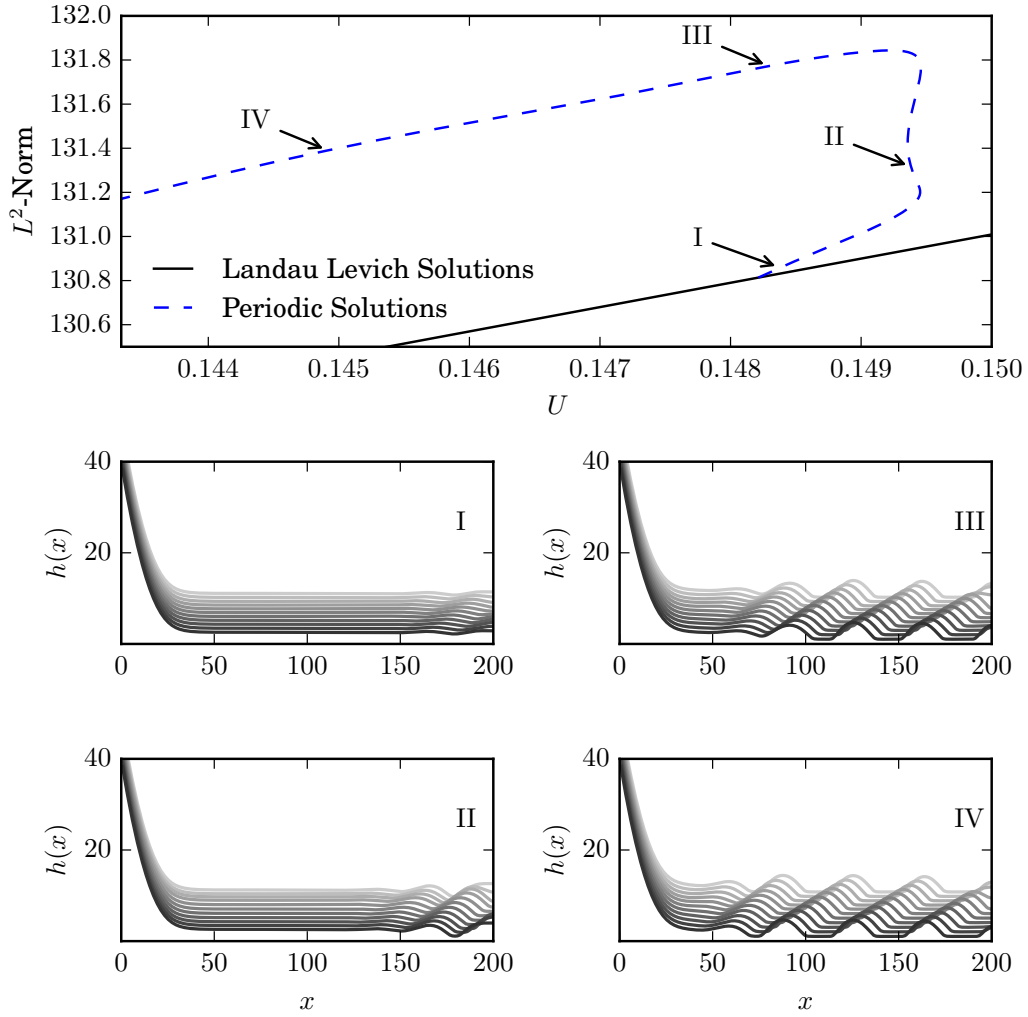 132.0
131.8
131.6
131.4
131.2
131.0
130.8
130.6
L²-Norm
III
IV
II
I
Landau Levich Solutions
Periodic Solutions
0.144 0.145 0.146 0.147 0.148 0.149 0.150
U
40
20
h(x)
I
0 50 100 150 200
40
20
h(x)
III
0 50 100 150 200
40
20
h(x)
II
0 50 100 150 200
x
40
20
h(x)
IV
0 50 100 150 200
x